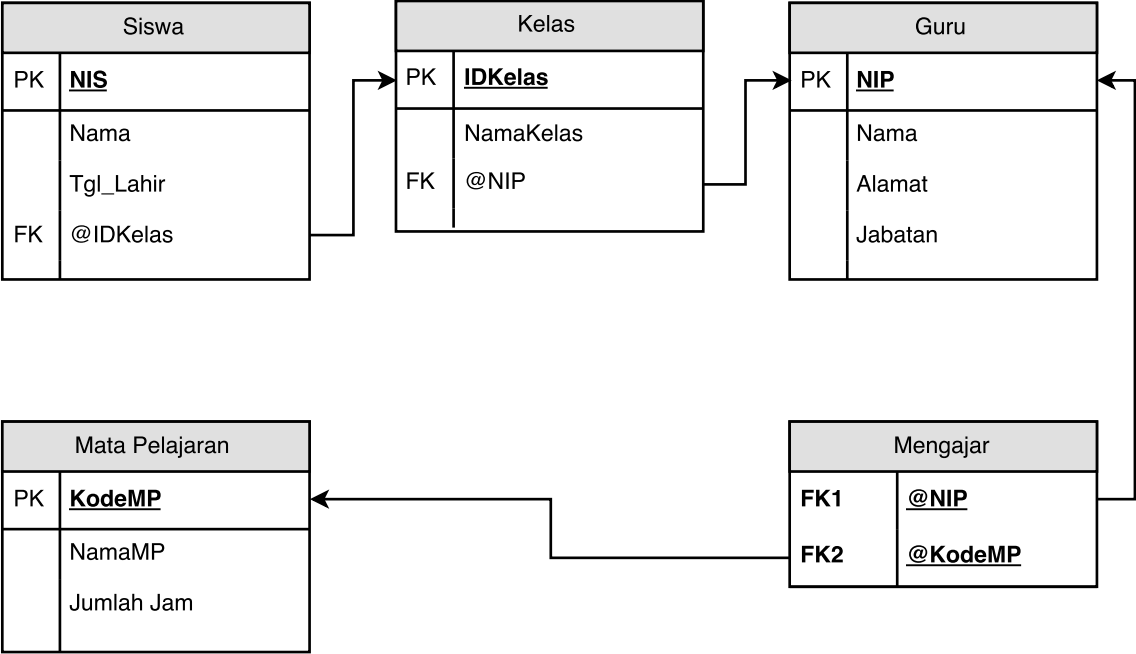 Siswa
PK NIS
Nama
Tgl_Lahir
FK @IDKelas
Kelas
PK IDKelas
NamaKelas
FK @NIP
Guru
PK NIP
Nama
Alamat
Jabatan
Mata Pelajaran
PK KodeMP
NamaMP
Jumlah Jam
Mengajar
FK1 @NIP
FK2 @KodeMP